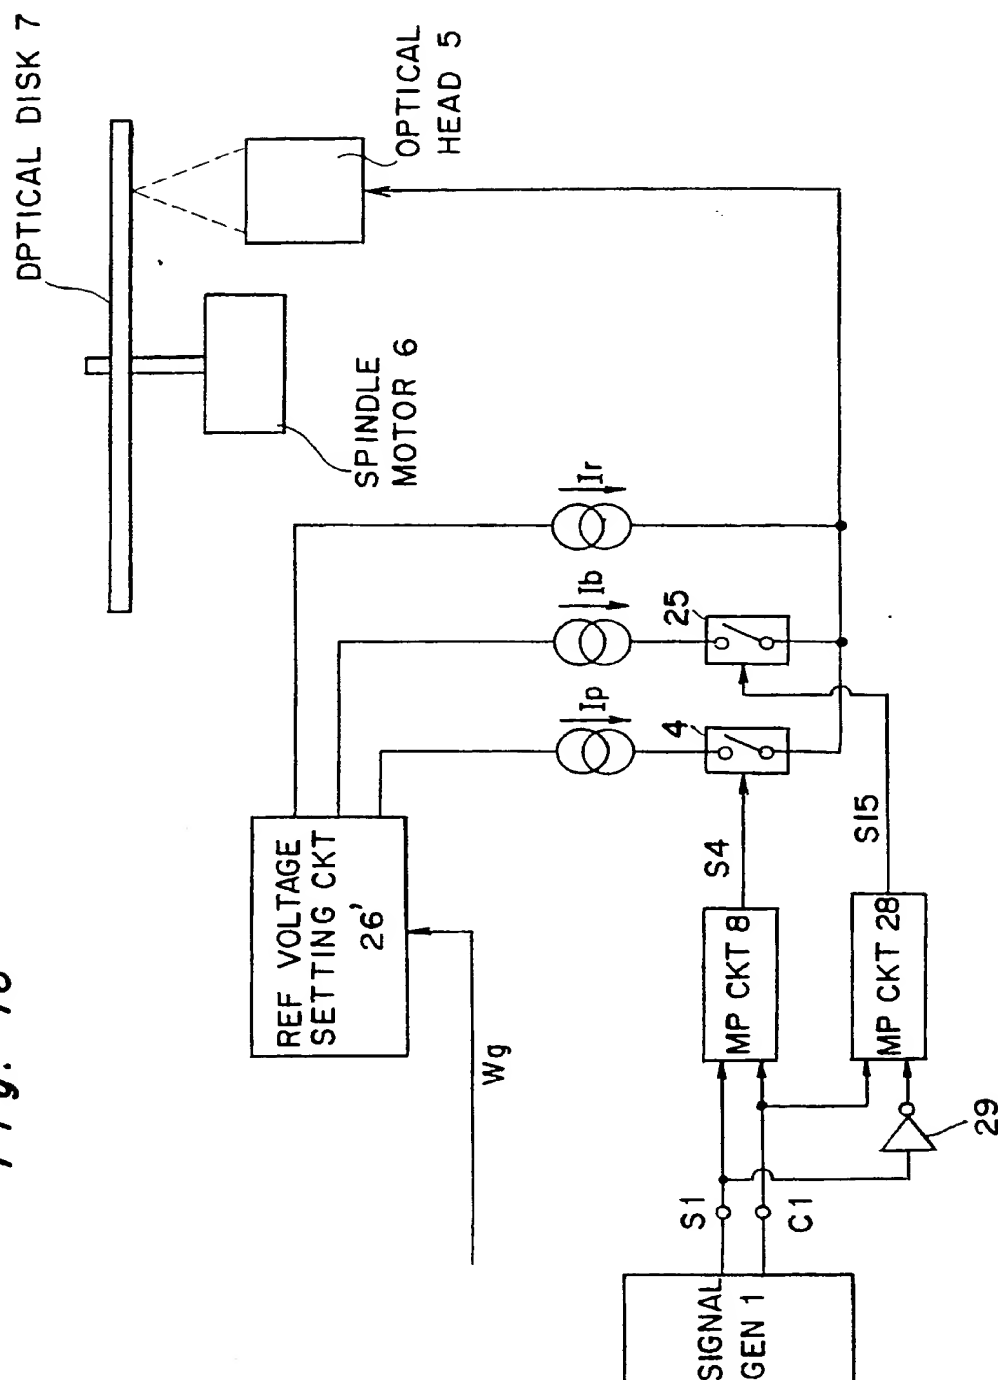 DPTICAL DISK 7
OPTICAL
HEAD 5
SPINDLE
MOTOR 6
Ir
Ib
25
Ip
4
REF VOLTAGE
SETTING CKT
26'
Wg
S4
S15
MP CKT 8
MP CKT 28
29
S1
C1
SIGNAL
GEN 1